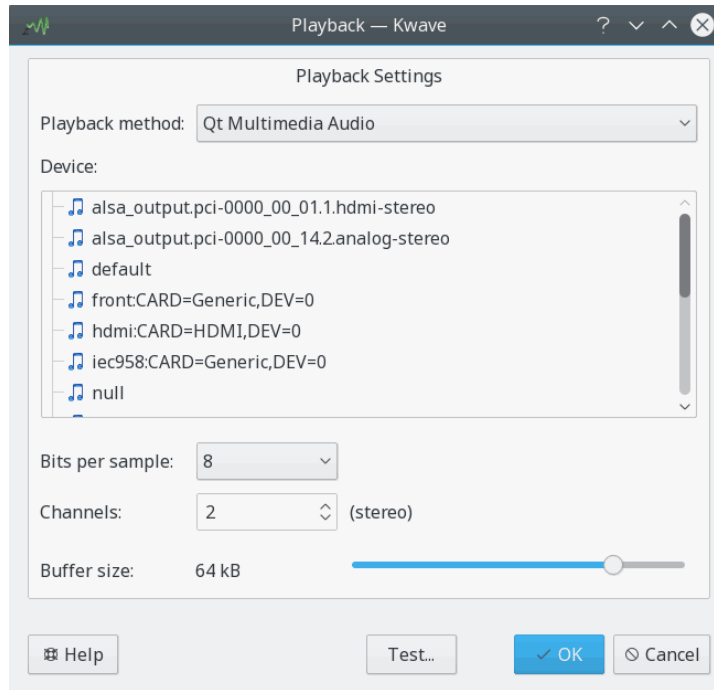 Playback — Kwave
Playback Settings
Playback method: Qt Multimedia Audio
Device:
alsa_output.pci-0000_00_01.1.hdmi-stereo
alsa_output.pci-0000_00_14.2.analog-stereo
default
front:CARD=Generic,DEV=0
hdmi:CARD=HDMI,DEV=0
iec958:CARD=Generic,DEV=0
null
Bits per sample: 8
Channels: 2 (stereo)
Buffer size: 64 kB
Help Test... OK Cancel